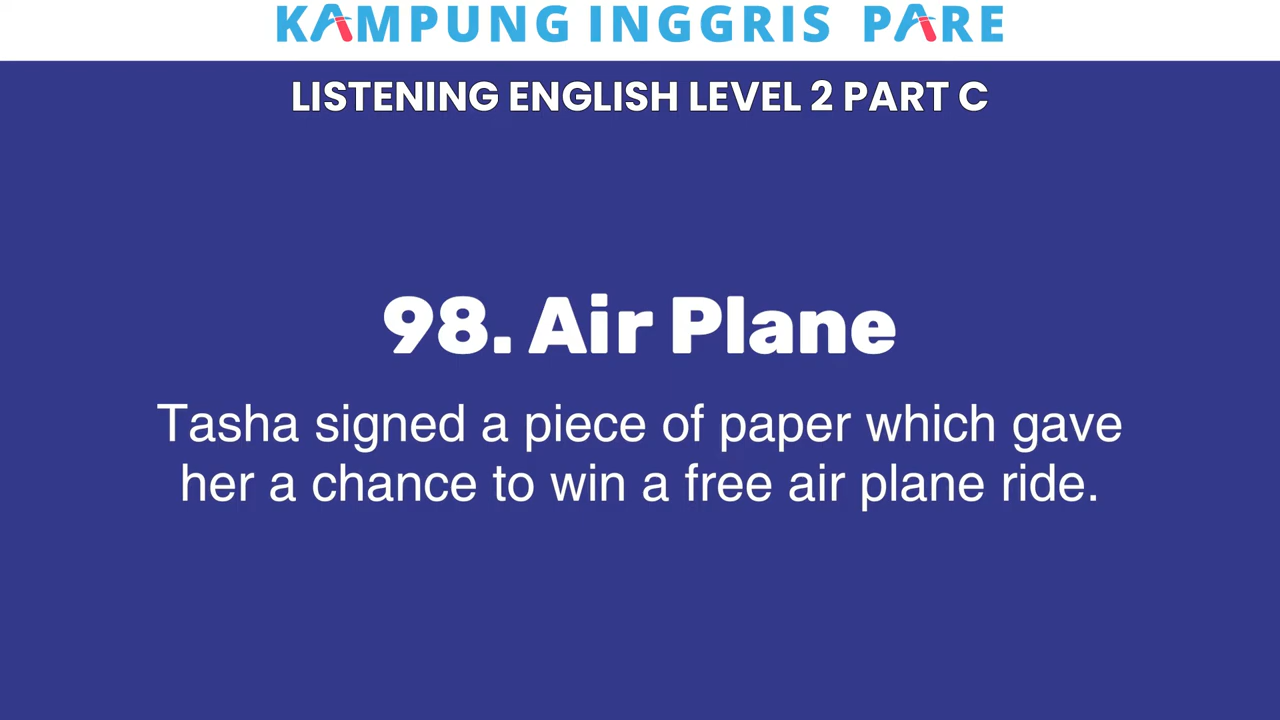 KAMPUNG INGGRIS PARE
LISTENING ENGLISH LEVEL 2 PART C
98. Air Plane
Tasha signed a piece of paper which gave
her a chance to win a free air plane ride.